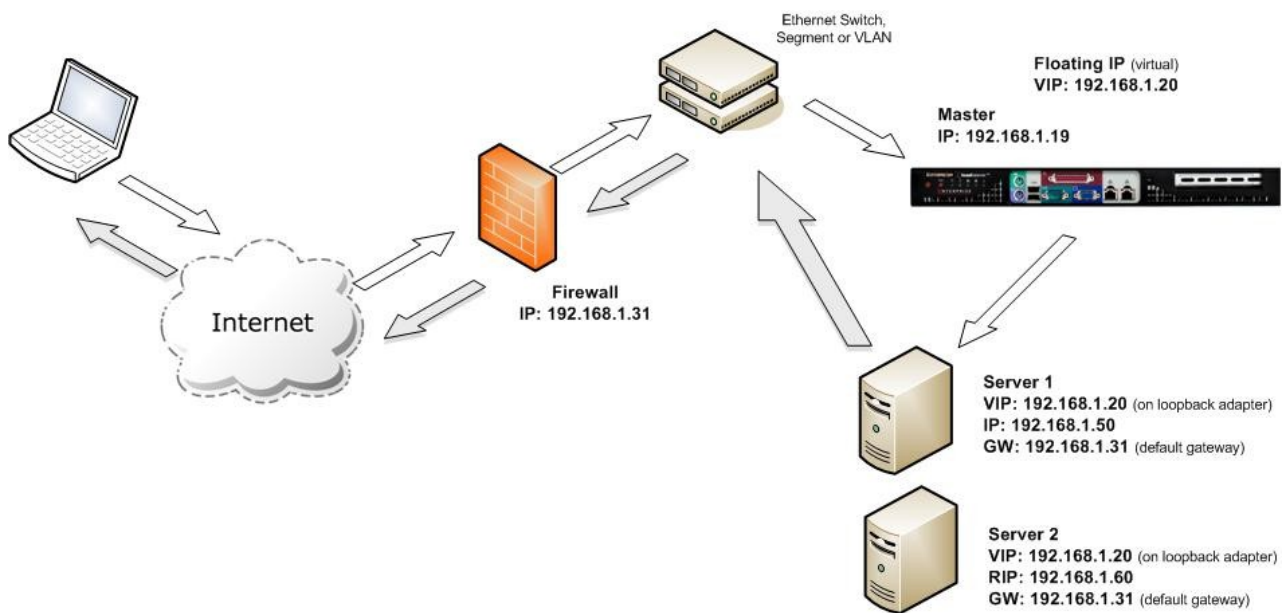 Ethernet Switch,
Segment or VLAN
Floating IP (virtual)
VIP: 192.168.1.20
Master
IP: 192.168.1.19
Firewall
IP: 192.168.1.31
Internet
Server 1
VIP: 192.168.1.20 (on loopback adapter)
IP: 192.168.1.50
GW: 192.168.1.31 (default gateway)
Server 2
VIP: 192.168.1.20 (on loopback adapter)
RIP: 192.168.1.60
GW: 192.168.1.31 (default gateway)